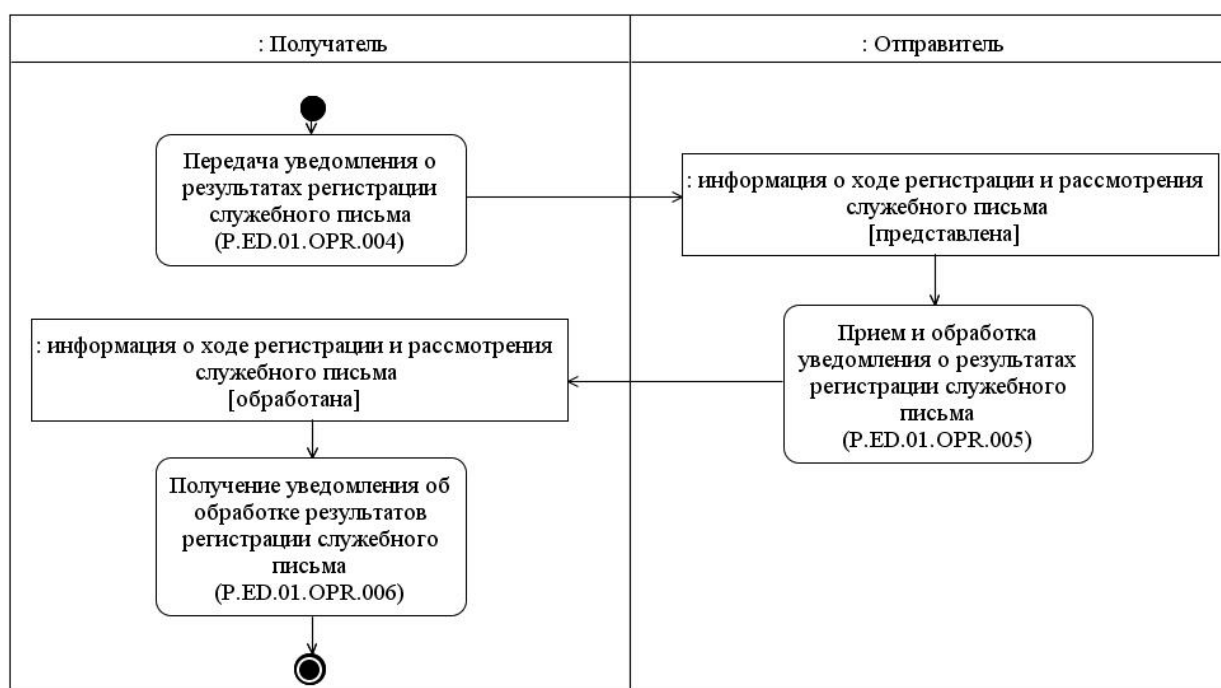 : Получатель
: Отправитель
Передача уведомления о
результатах регистрации
служебного письма
(P.ED.01.OPR.004)
: информация о ходе регистрации и рассмотрения
служебного письма
[представлена]
Прием и обработка
уведомления о результатах
регистрации служебного
письма
(P.ED.01.OPR.005)
: информация о ходе регистрации и рассмотрения
служебного письма
[обработана]
Получение уведомления об
обработке результатов
регистрации служебного
письма
(P.ED.01.OPR.006)